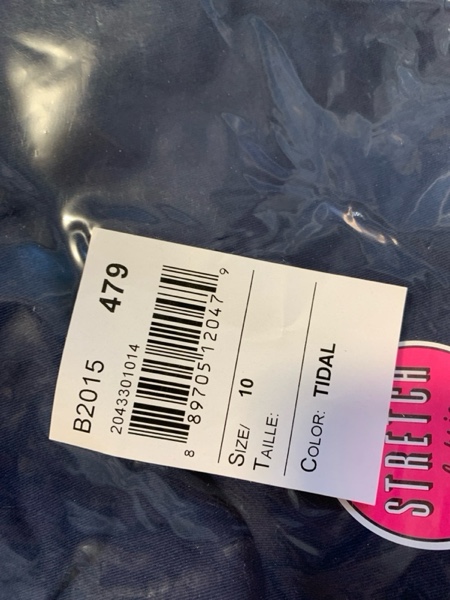 B2015 479
2043301014
8 89705 12047 9
SIZE/ 10
TAILLE:
COLOR: TIDAL
STRETCH